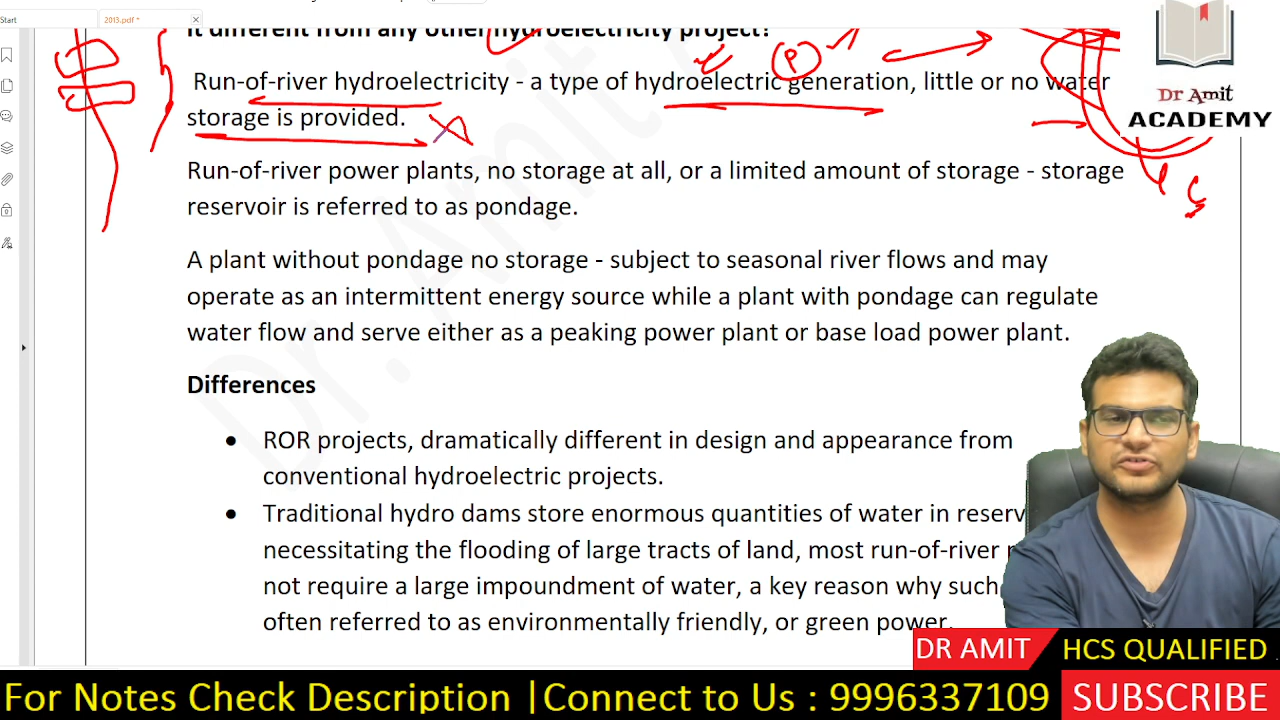 Start
2013.pdf *
It different from any other hydroelectricity project?
Run-of-river hydroelectricity - a type of hydroelectric generation, little or no water
storage is provided.
Run-of-river power plants, no storage at all, or a limited amount of storage - storage
reservoir is referred to as pondage.
A plant without pondage no storage - subject to seasonal river flows and may
operate as an intermittent energy source while a plant with pondage can regulate
water flow and serve either as a peaking power plant or base load power plant.
Differences
• ROR projects, dramatically different in design and appearance from
conventional hydroelectric projects.
• Traditional hydro dams store enormous quantities of water in reserv
necessitating the flooding of large tracts of land, most run-of-river
not require a large impoundment of water, a key reason why such
often referred to as environmentally friendly, or green power.
P
Dr Amit
ACADEMY
Dr. Amit
DR AMIT HCS QUALIFIED
For Notes Check Description |Connect to Us : 9996337109 SUBSCRIBE